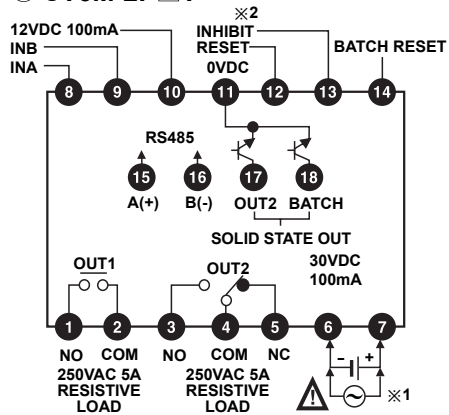 ※2
12VDC 100mA
INHIBIT
INB
RESET
BATCH RESET
INA
0VDC
8 9 10 11 12 13 14
RS485
15 16 17 18
A(+) B(-) OUT2 BATCH
SOLID STATE OUT
OUT1
OUT2
30VDC
100mA
1 2 3 4 5 6 7
NO COM NO COM NC - +
250VAC 5A 250VAC 5A
RESISTIVE RESISTIVE
LOAD LOAD
! ※1